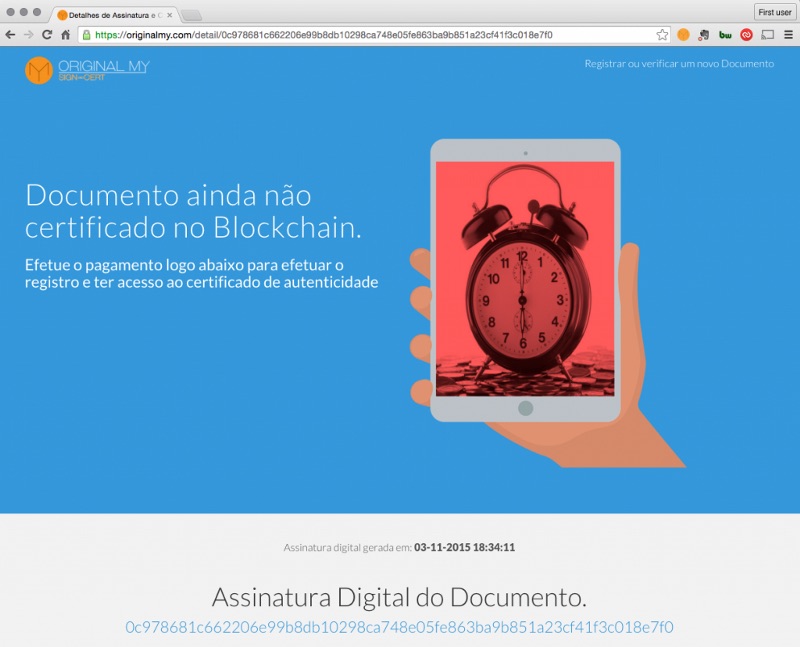 Detalhes de Assinatura e C
First user
https://originalmy.com/detail/0c978681c662206e99b8db10298ca748e05fe863ba9b851a23cf41f3c018e7f0
bw
ORIGINAL MY
SIGN-CERT
Registrar ou verificar um novo Documento
Documento ainda não
certificado no Blockchain.
Efetue o pagamento logo abaixo para efetuar o
registro e ter acesso ao certificado de autenticidade
12
11
1
10
2
9
3
8
4
7
5
6
Assinatura digital gerada em: 03-11-2015 18:34:11
Assinatura Digital do Documento.
0c978681c662206e99b8db10298ca748e05fe863ba9b851a23cf41f3c018e7f0